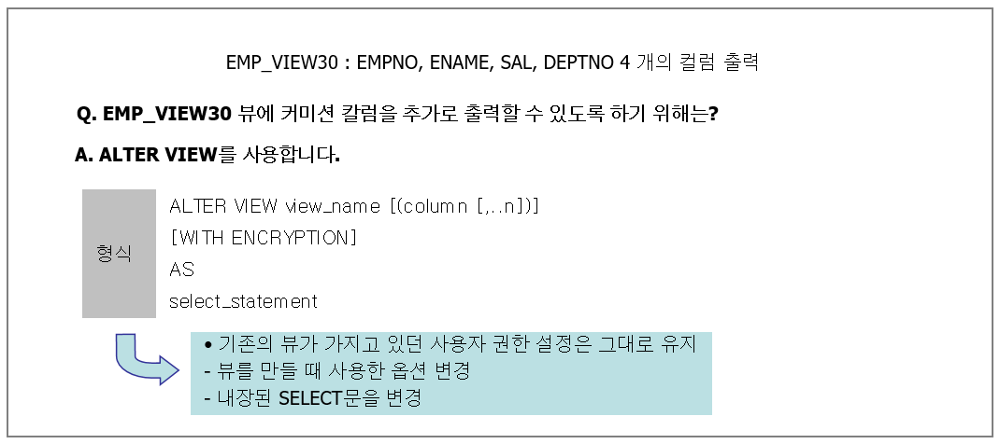 EMP_VIEW30 : EMPNO, ENAME, SAL, DEPTNO 4 개의 컬럼 출력
Q. EMP_VIEW30 뷰에 커미션 칼럼을 추가로 출력할 수 있도록 하기 위해는?
A. ALTER VIEW를 사용합니다.
형식
ALTER VIEW view_name [(column [,..n])]
[WITH ENCRYPTION]
AS
select_statement
• 기존의 뷰가 가지고 있던 사용자 권한 설정은 그대로 유지
- 뷰를 만들 때 사용한 옵션 변경
- 내장된 SELECT문을 변경